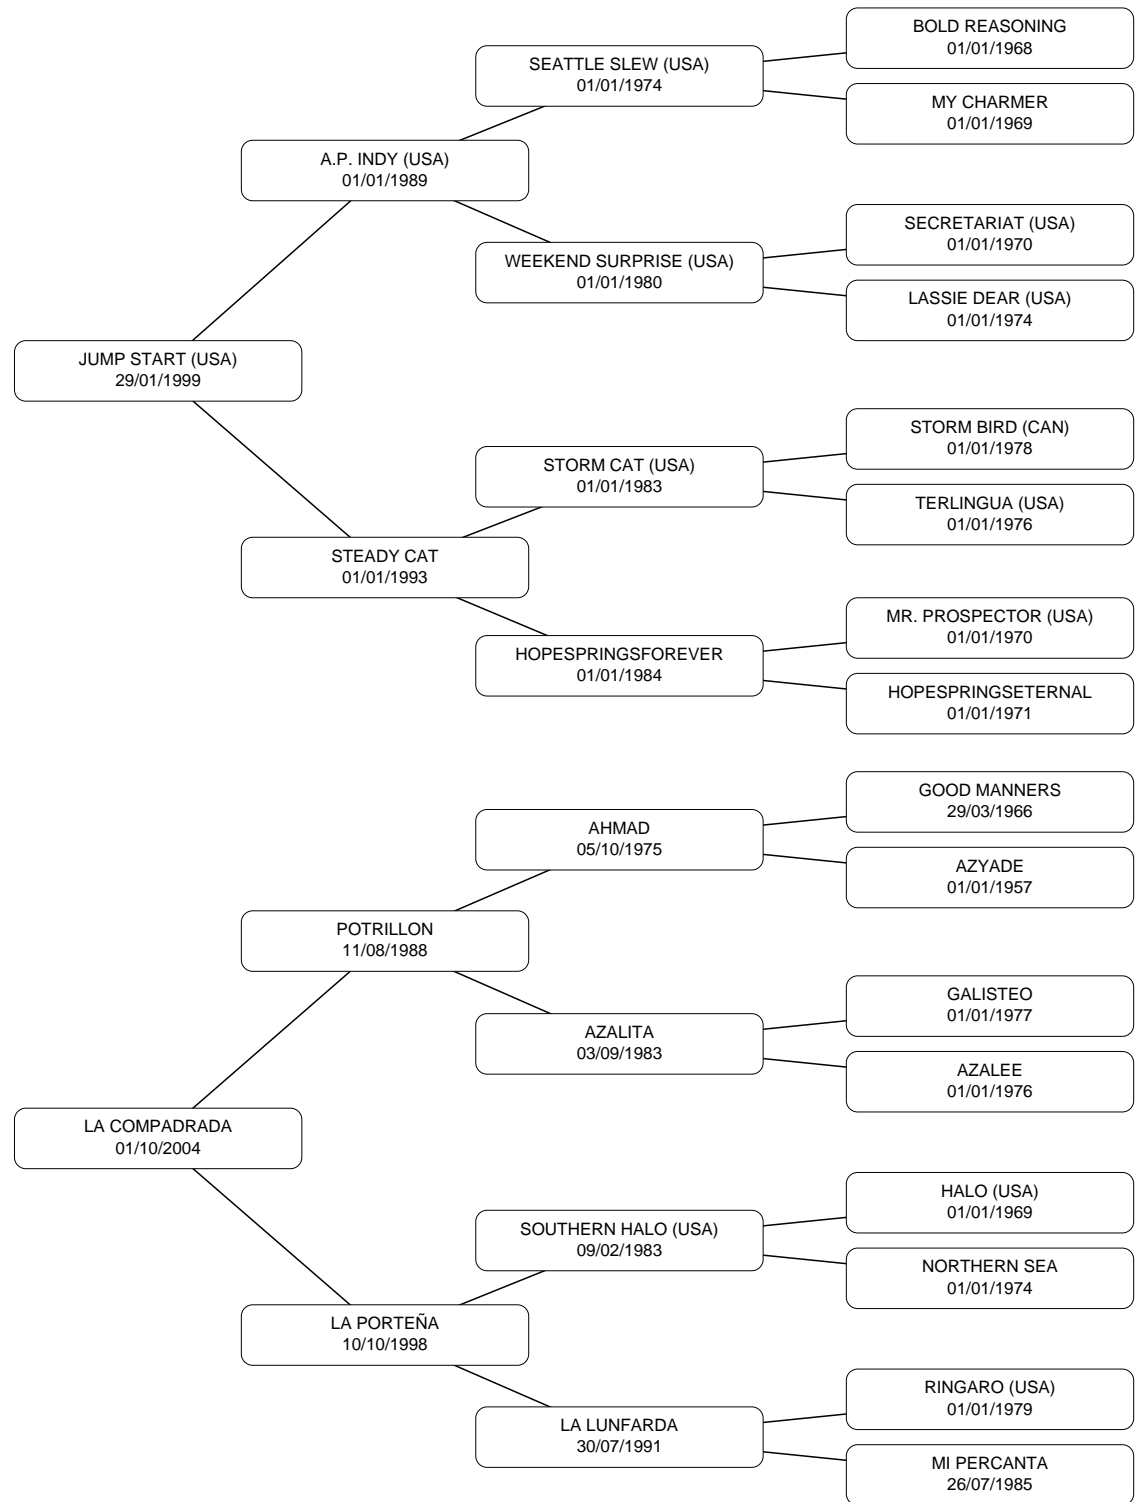 BOLD REASONING
01/01/1968
SEATTLE SLEW (USA)
01/01/1974
MY CHARMER
01/01/1969
A.P. INDY (USA)
01/01/1989
SECRETARIAT (USA)
01/01/1970
WEEKEND SURPRISE (USA)
01/01/1980
LASSIE DEAR (USA)
01/01/1974
JUMP START (USA)
29/01/1999
STORM BIRD (CAN)
01/01/1978
STORM CAT (USA)
01/01/1983
TERLINGUA (USA)
01/01/1976
STEADY CAT
01/01/1993
MR. PROSPECTOR (USA)
01/01/1970
HOPESPRINGSFOREVER
01/01/1984
HOPESPRINGSETERNAL
01/01/1971
GOOD MANNERS
29/03/1966
AHMAD
05/10/1975
AZYADE
01/01/1957
POTRILLON
11/08/1988
GALISTEO
01/01/1977
AZALITA
03/09/1983
AZALEE
01/01/1976
LA COMPADRADA
01/10/2004
HALO (USA)
01/01/1969
SOUTHERN HALO (USA)
09/02/1983
NORTHERN SEA
01/01/1974
LA PORTEÑA
10/10/1998
RINGARO (USA)
01/01/1979
LA LUNFARDA
30/07/1991
MI PERCANTA
26/07/1985